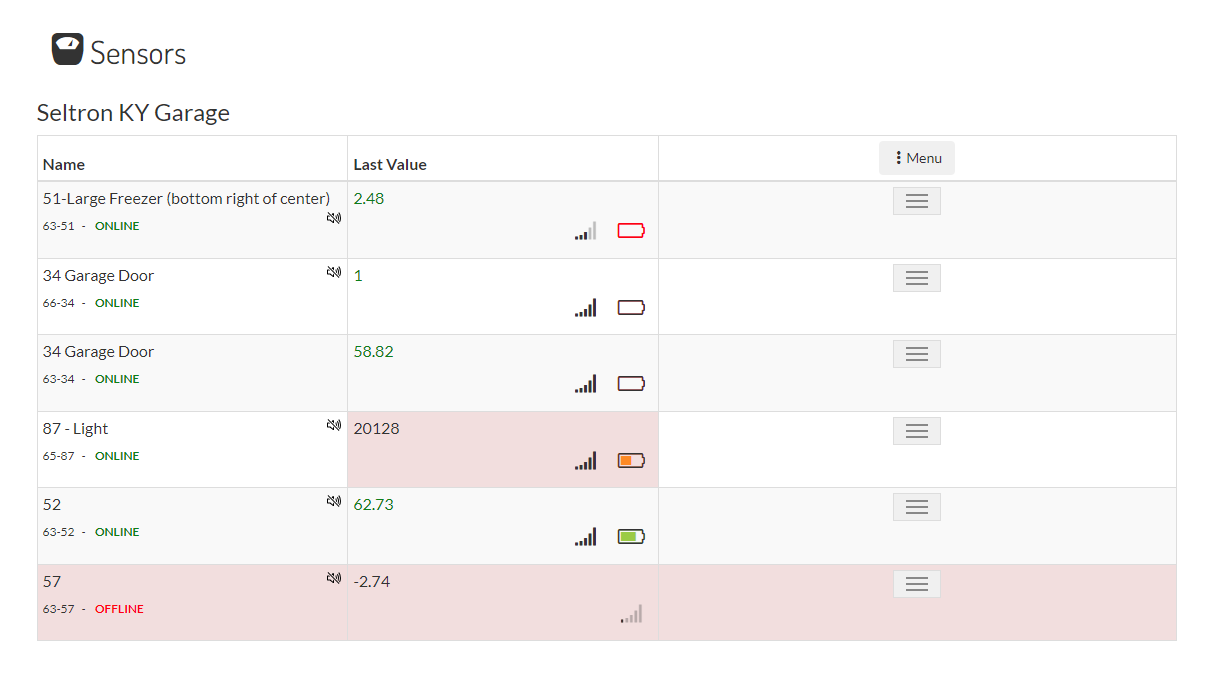 Sensors
Seltron KY Garage
Name Last Value Menu
51-Large Freezer (bottom right of center) 2.48
63-51 - ONLINE
34 Garage Door 1
66-34 - ONLINE
34 Garage Door 58.82
63-34 - ONLINE
87 - Light 20128
65-87 - ONLINE
52 62.73
63-52 - ONLINE
57 -2.74
63-57 - OFFLINE